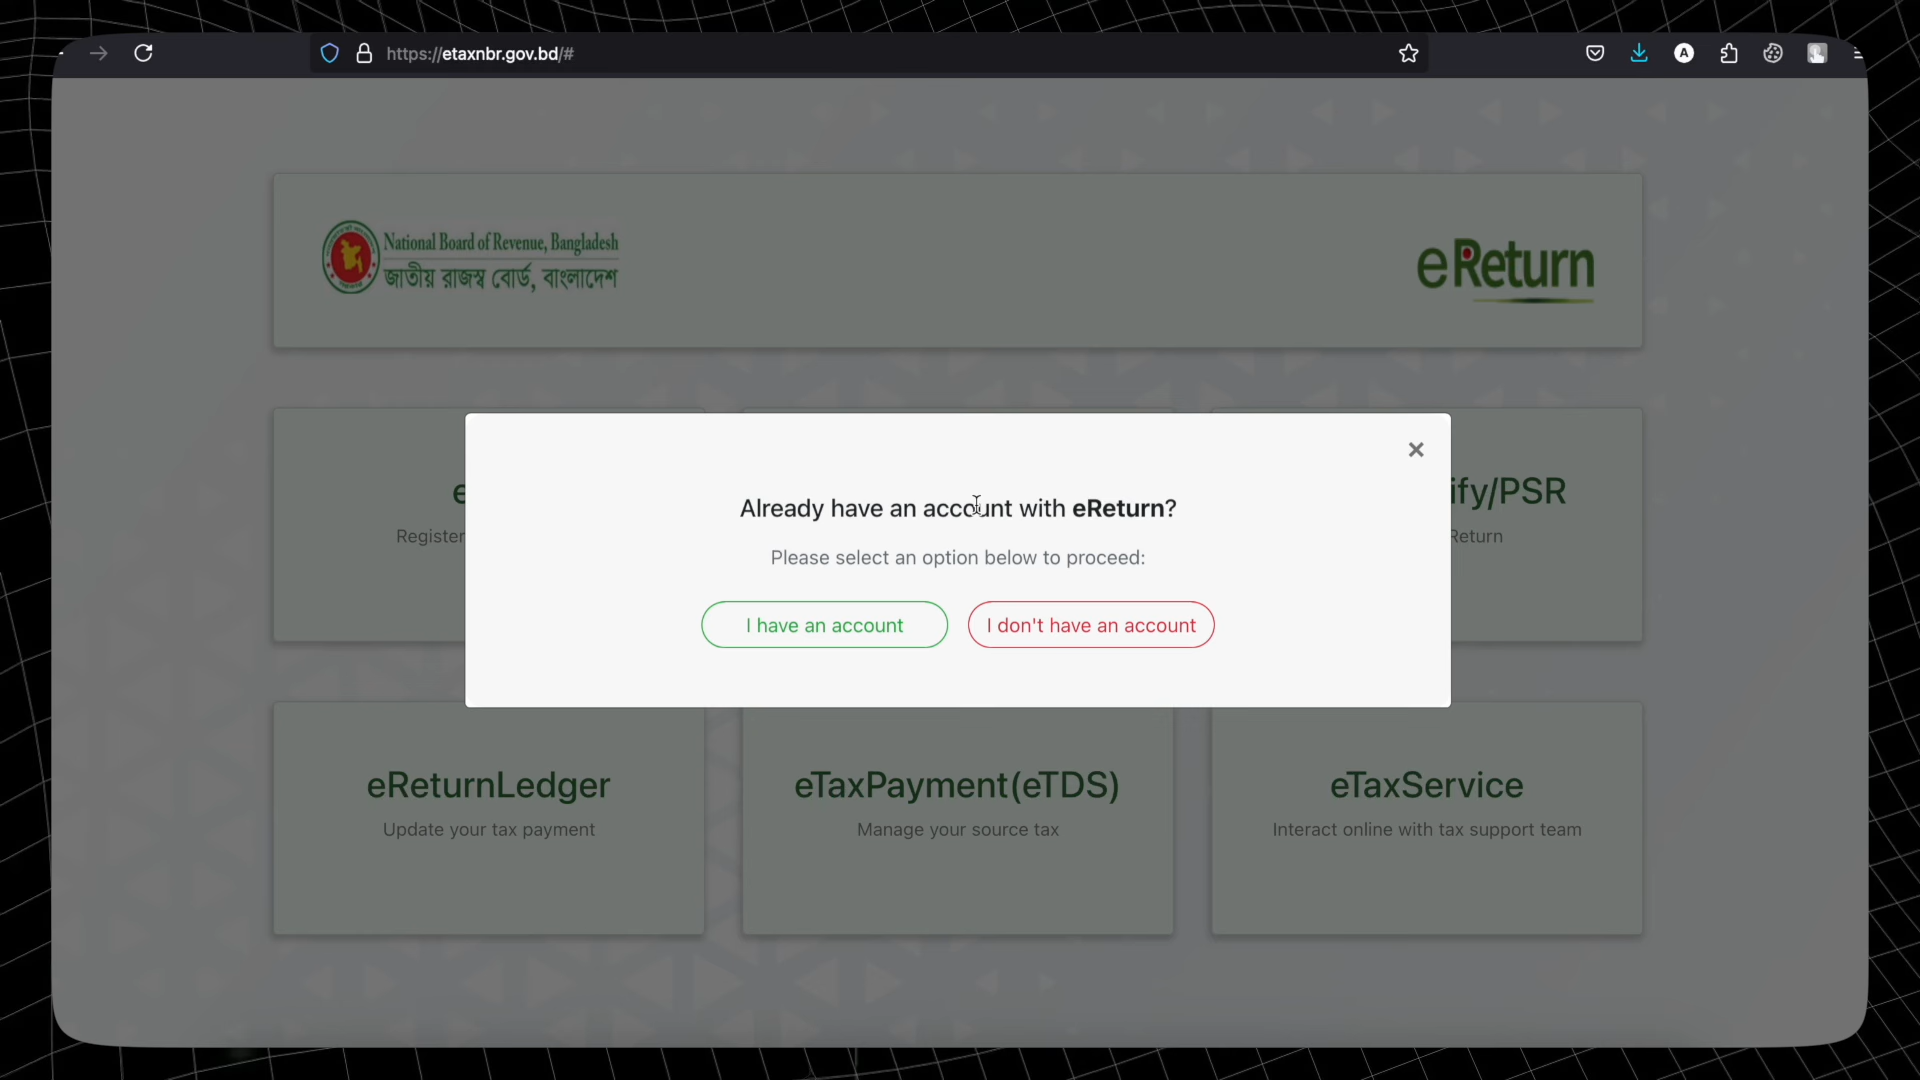 https://etaxnbr.gov.bd/#
A
National Board of Revenue, Bangladesh
জাতীয় রাজস্ব বোর্ড, বাংলাদেশ
eReturn
Already have an account with eReturn?
Please select an option below to proceed:
I have an account
I don't have an account
e
ify/PSR
Register
Return
eReturnLedger
Update your tax payment
eTaxPayment(eTDS)
Manage your source tax
eTaxService
Interact online with tax support team